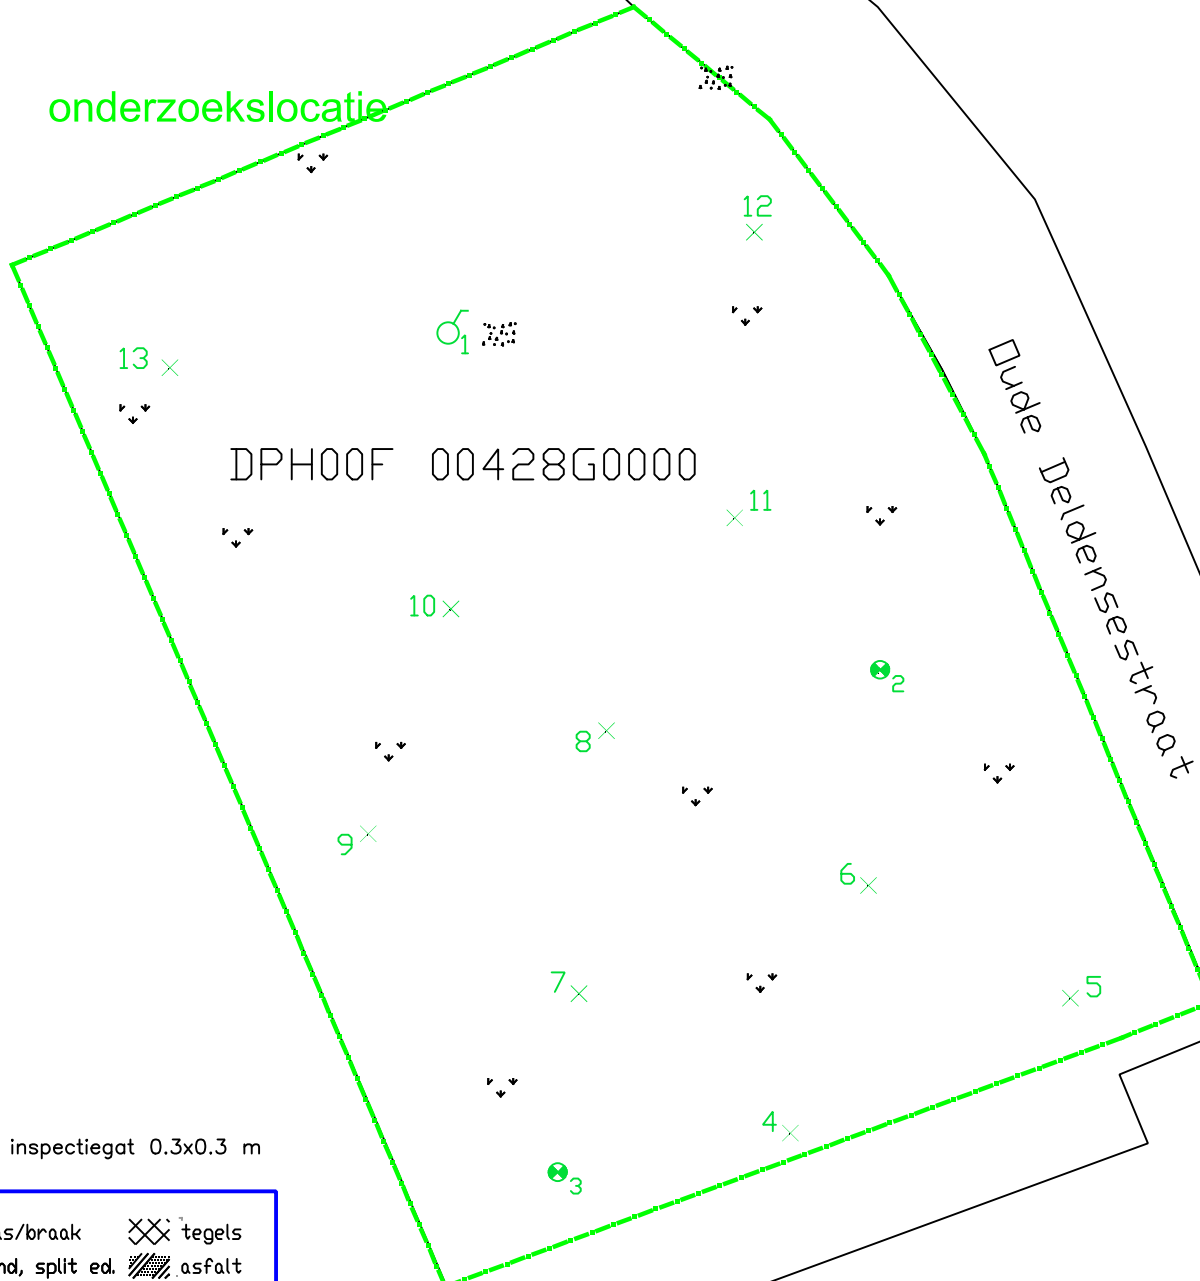 onderzoekslocatie
12
1
13
DPH00F 00428G0000
11
Oude Deldensestraat
10
2
8
9
6
7
5
4
3
inspectiegat 0.3x0.3 m
/braak
tegels
split ed.
asfalt